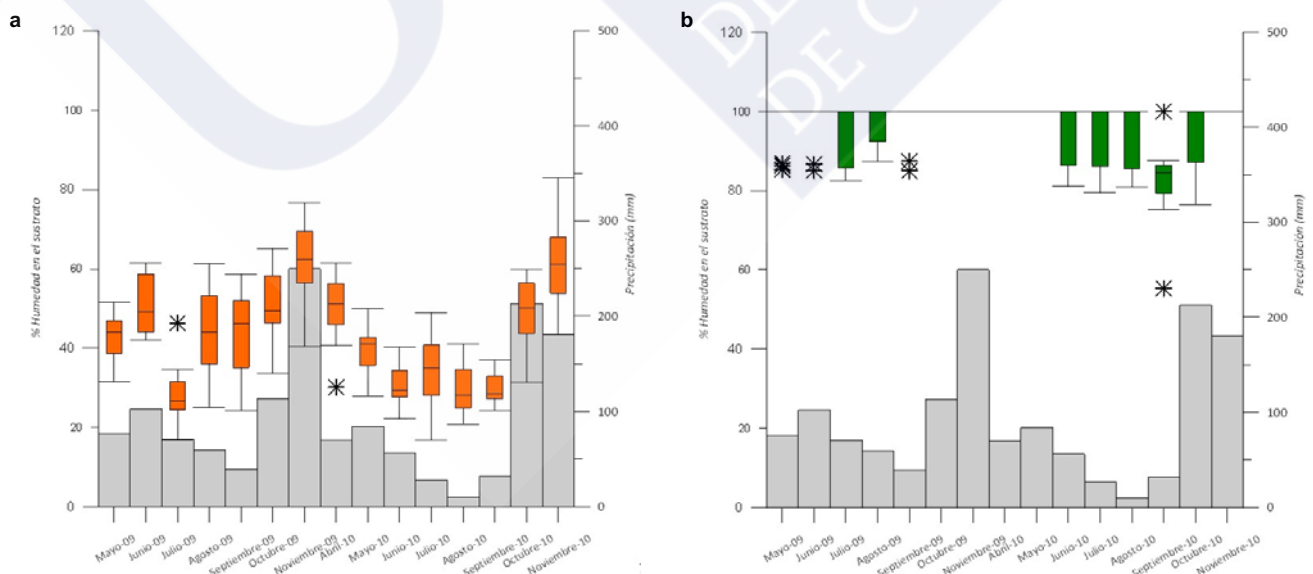 a
120
100
80
60
40
20
0
% Humedad en el sustrato
500
400
300
200
100
0
Precipitación (mm)
Mayo-09
Junio-09
Julio-09
Agosto-09
Septiembre-09
Octubre-09
Noviembre-09
Abril-10
Mayo-10
Junio-10
Julio-10
Agosto-10
Septiembre-10
Octubre-10
Noviembre-10
b
DE
DE C
120
100
80
60
40
20
0
% Humedad en el sustrato
500
400
300
200
100
0
Precipitación (mm)
Mayo-09
Junio-09
Julio-09
Agosto-09
Septiembre-09
Octubre-09
Noviembre-09
Abril-10
Mayo-10
Junio-10
Julio-10
Agosto-10
Septiembre-10
Octubre-10
Noviembre-10